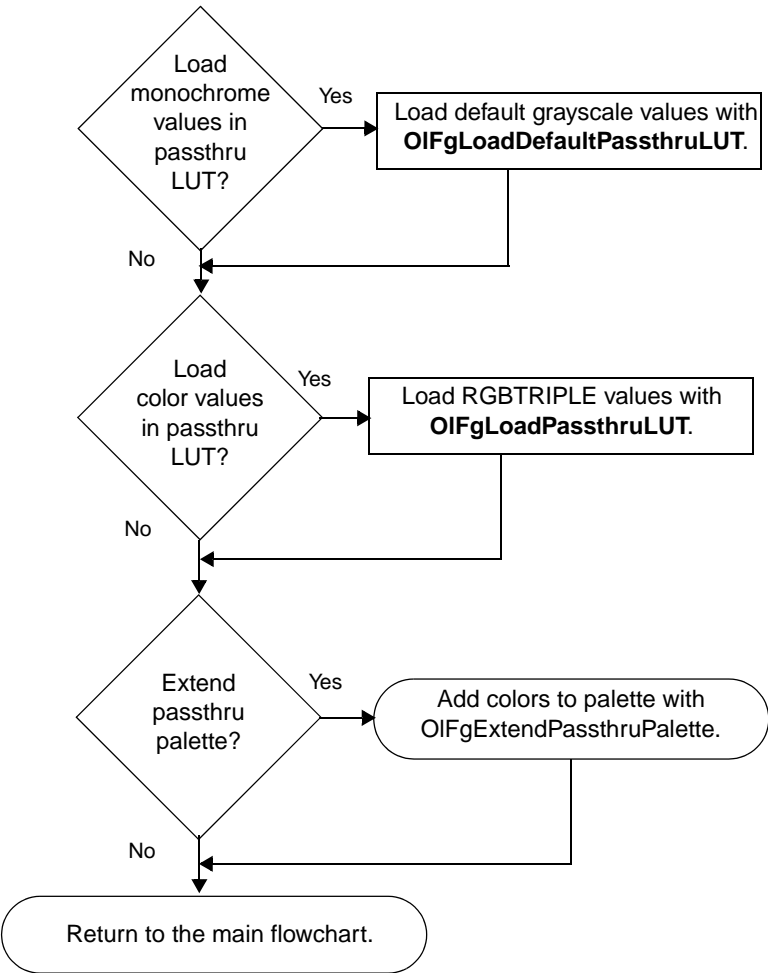 Load
monochrome
values in
passthru
LUT?
Yes
Load default grayscale values with
OlFgLoadDefaultPassthruLUT.
No
Load
color values
in passthru
LUT?
Yes
Load RGBTRIPLE values with
OlFgLoadPassthruLUT.
No
Extend
passthru
palette?
Yes
Add colors to palette with
OlFgExtendPassthruPalette.
No
Return to the main flowchart.